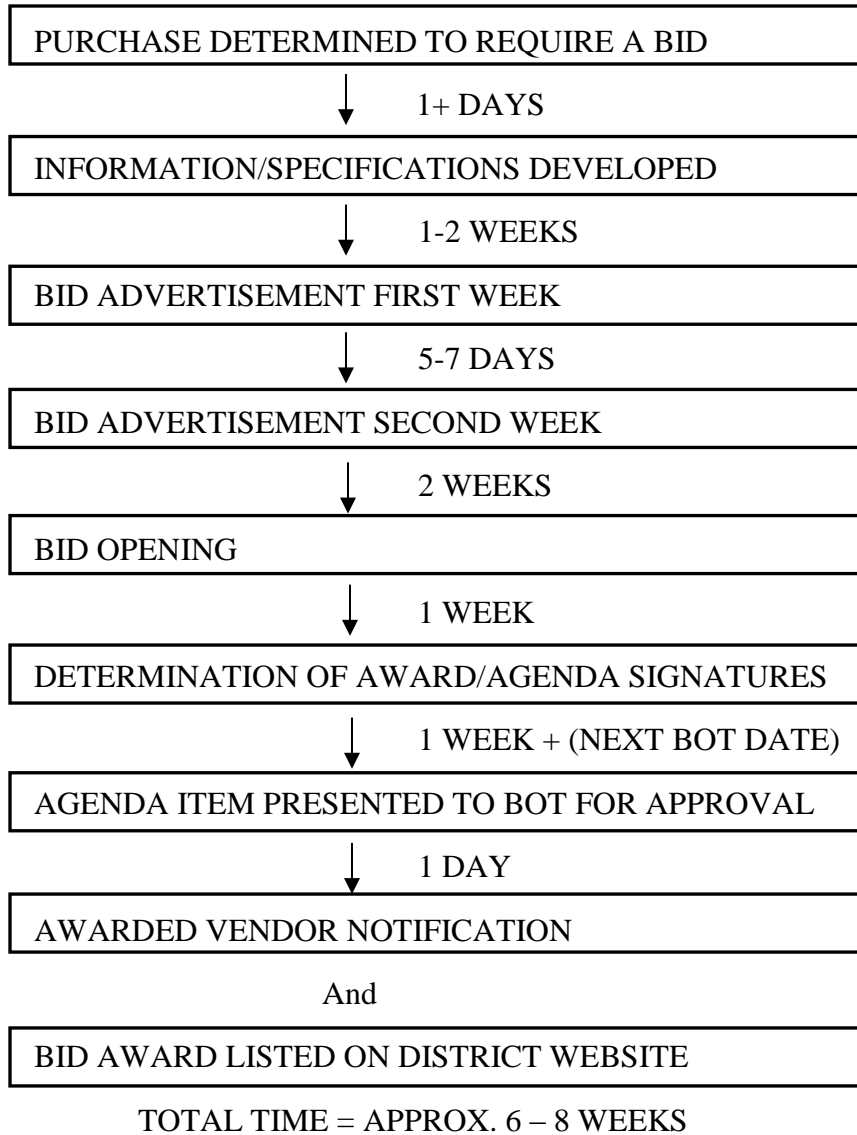 PURCHASE DETERMINED TO REQUIRE A BID
1+ DAYS
INFORMATION/SPECIFICATIONS DEVELOPED
1-2 WEEKS
BID ADVERTISEMENT FIRST WEEK
5-7 DAYS
BID ADVERTISEMENT SECOND WEEK
2 WEEKS
BID OPENING
1 WEEK
DETERMINATION OF AWARD/AGENDA SIGNATURES
1 WEEK + (NEXT BOT DATE)
AGENDA ITEM PRESENTED TO BOT FOR APPROVAL
1 DAY
AWARDED VENDOR NOTIFICATION
And
BID AWARD LISTED ON DISTRICT WEBSITE
TOTAL TIME = APPROX. 6 – 8 WEEKS